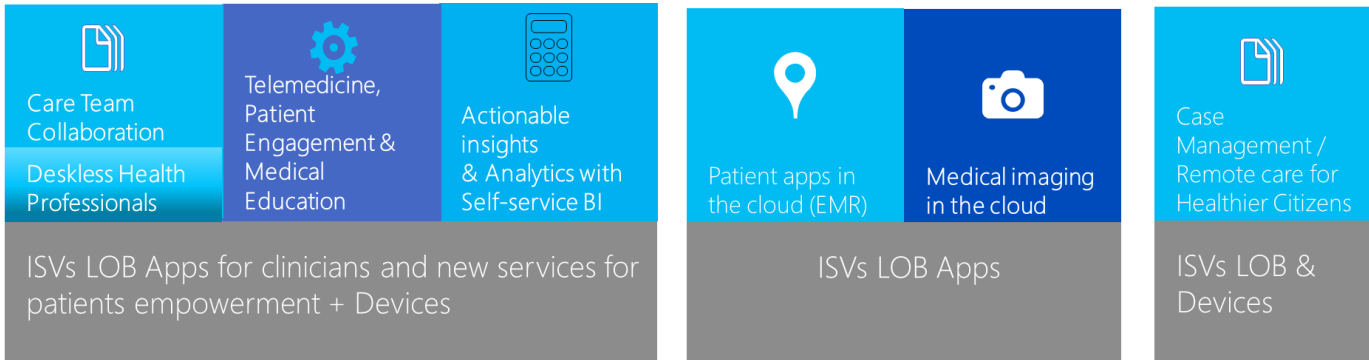 Care Team
Collaboration
Deskless Health
Professionals
Telemedicine,
Patient
Engagement &
Medical
Education
Actionable
insights
& Analytics with
Self-service BI
ISVs LOB Apps for clinicians and new services for
patients empowerment + Devices
Patient apps in
the cloud (EMR)
Medical imaging
in the cloud
ISVs LOB Apps
Case
Management /
Remote care for
Healthier Citizens
ISVs LOB &
Devices